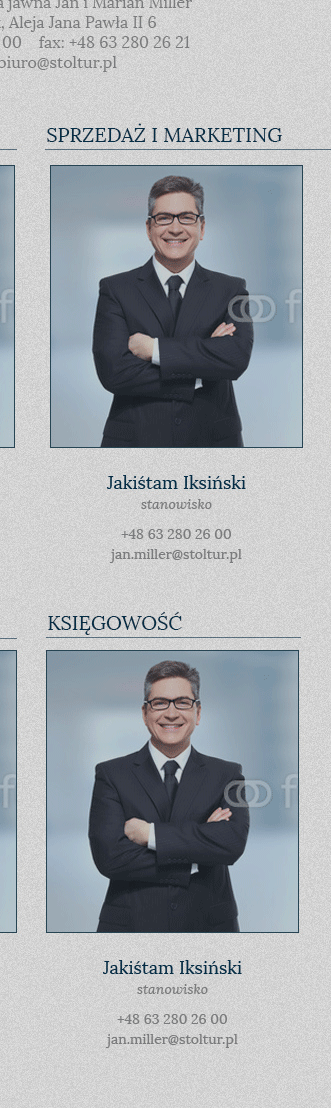 a jawna Jan i Marian Miller
, Aleja Jana Pawła II 6
00 fax: +48 63 280 26 21
biuro@stoltur.pl
SPRZEDAŻ I MARKETING
f
f
Jakiśtam Iksiński
stanowisko
+48 63 280 26 00
jan.miller@stoltur.pl
KSIĘGOWOŚĆ
f
f
Jakiśtam Iksiński
stanowisko
+48 63 280 26 00
jan.miller@stoltur.pl